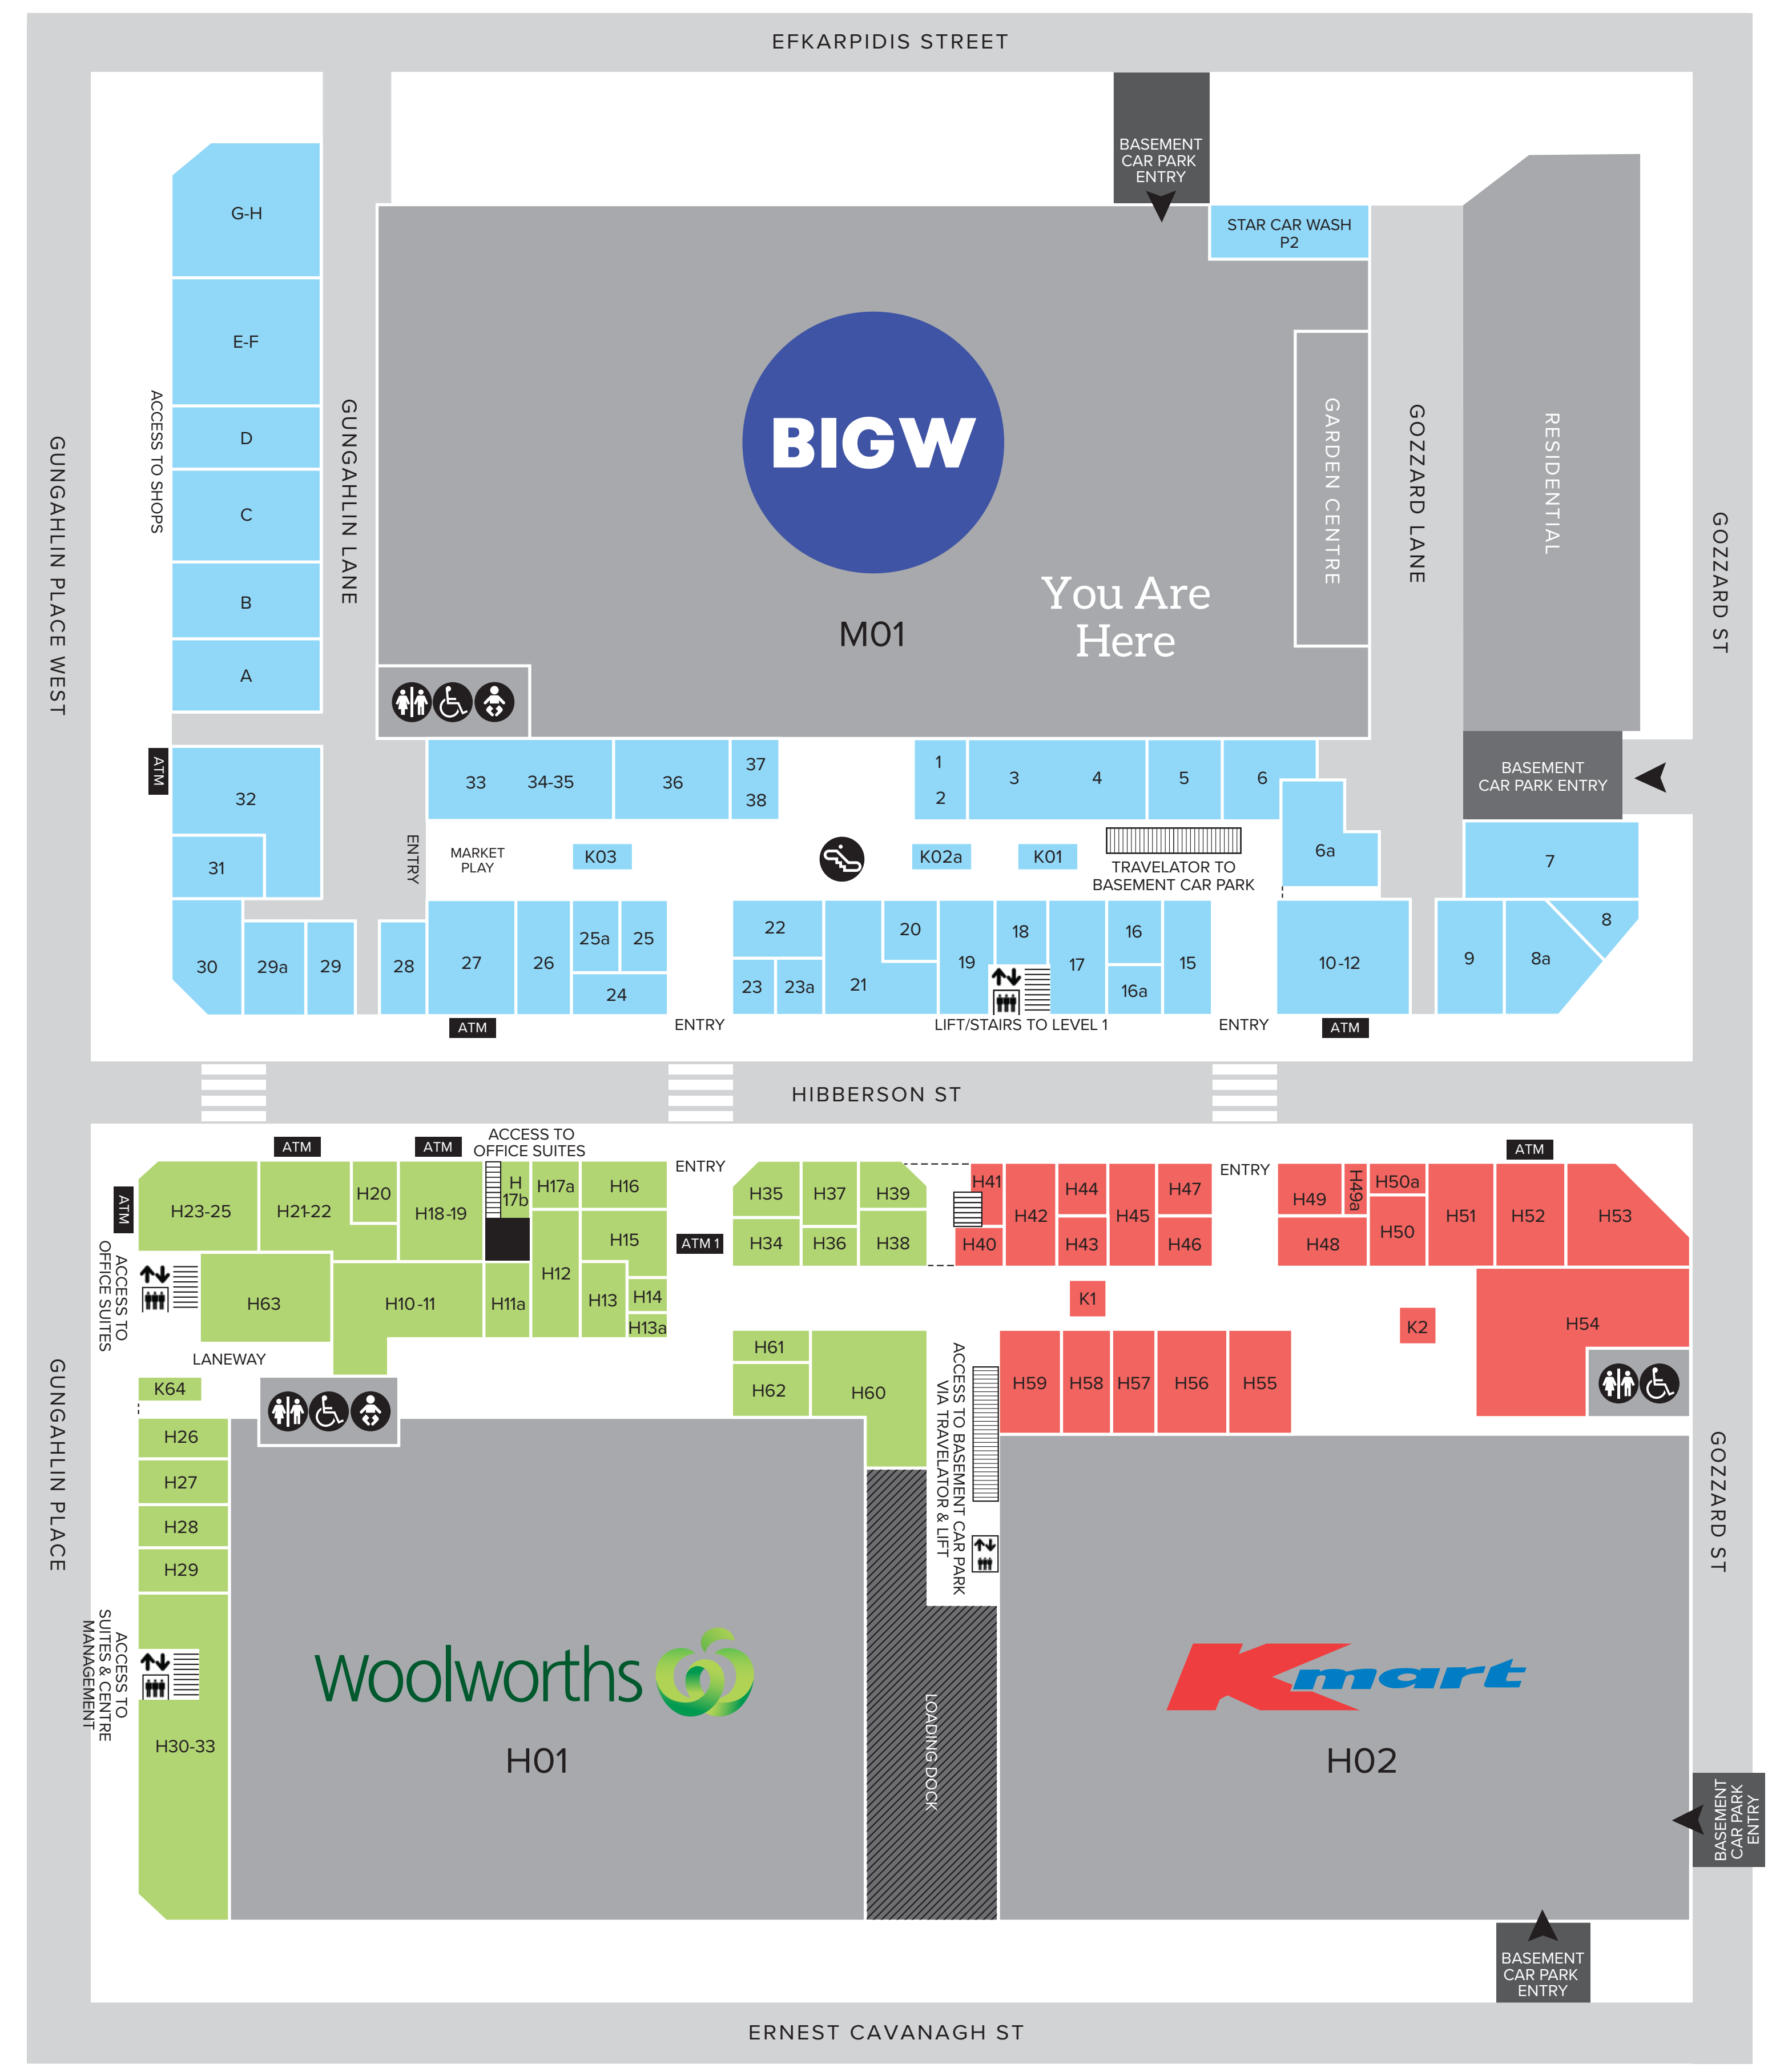 EFKARPIDIS STREET
BASEMENT
CAR PARK
ENTRY
STAR CAR WASH
P2
G-H
E-F
D
C
B
A
ACCESS TO SHOPS
GUNGAHLIN LANE
GUNGAHLIN PLACE WEST
BIGW
M01
You Are
Here
GARDEN CENTRE
GOZZARD LANE
RESIDENTIAL
GOZZARD ST
ATM
32
31
33
34-35
36
37
38
1
2
3
4
5
6
6a
BASEMENT
CAR PARK ENTRY
7
ENTRY
MARKET
PLAY
K03
K02a
K01
TRAVELATOR TO
BASEMENT CAR PARK
30
29a
29
28
27
26
25a
25
24
22
23
23a
21
20
19
18
17
16
16a
15
10-12
9
8a
8
ATM
ENTRY
LIFT/STAIRS TO LEVEL 1
ENTRY
ATM
HIBBERSON ST
ATM
ATM
ACCESS TO
OFFICE SUITES
ENTRY
ENTRY
ATM
ATM
H23-25
H21-22
H20
H18-19
H
17b
H17a
H16
H15
H12
H13
H14
H13a
H11a
H10-11
H63
ATM 1
H35
H37
H39
H34
H36
H38
H41
H40
H42
H44
H43
H45
H47
H46
H49
H49a
H50a
H48
H50
H51
H52
H53
ACCESS TO
OFFICE SUITES
LANEWAY
K64
K1
K2
H54
H61
H62
H60
H59
H58
H57
H56
H55
ACCESS TO BASEMENT CAR PARK
VIA TRAVELATOR & LIFT
GUNGAHLIN PLACE
H26
H27
H28
H29
H30-33
ACCESS TO
SUITES & CENTRE
MANAGEMENT
Woolworths
H01
LOADING DOCK
Kmart
H02
GOZZARD ST
BASEMENT
CAR PARK
ENTRY
BASEMENT
CAR PARK
ENTRY
ERNEST CAVANAGH ST